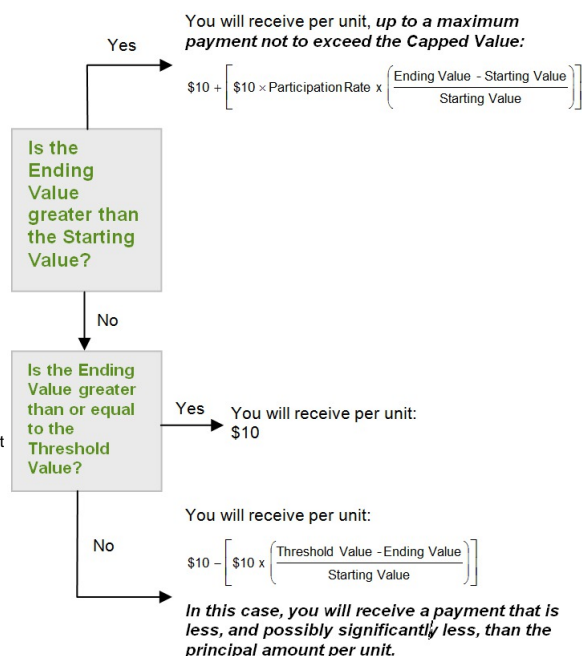 You will receive per unit, up to a maximum
Yes
payment not to exceed the Capped Value:
$10 + [ $10 × Participation Rate x ( Ending Value - Starting Value / Starting Value ) ]
Is the
Ending
Value
greater than
the Starting
Value?
No
Is the Ending
Value greater
than or equal
to the
Threshold
Value?
t
Yes
You will receive per unit:
$10
You will receive per unit:
No
$10 − [ $10 x ( Threshold Value - Ending Value / Starting Value ) ]
In this case, you will receive a payment that is
less, and possibly significantly less, than the
principal amount per unit.